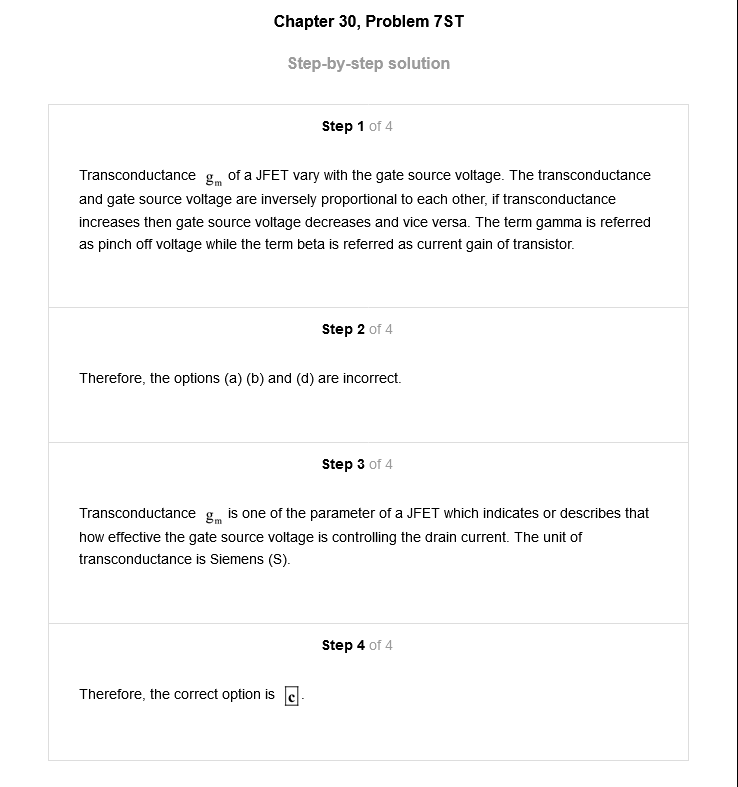 Chapter 30, Problem 7ST
Step-by-step solution
Step 1 of 4
Transconductance gm of a JFET vary with the gate source voltage. The transconductance
and gate source voltage are inversely proportional to each other, if transconductance
increases then gate source voltage decreases and vice versa. The term gamma is referred
as pinch off voltage while the term beta is referred as current gain of transistor.
Step 2 of 4
Therefore, the options (a) (b) and (d) are incorrect.
Step 3 of 4
Transconductance gm is one of the parameter of a JFET which indicates or describes that
how effective the gate source voltage is controlling the drain current. The unit of
transconductance is Siemens (S).
Step 4 of 4
Therefore, the correct option is c.